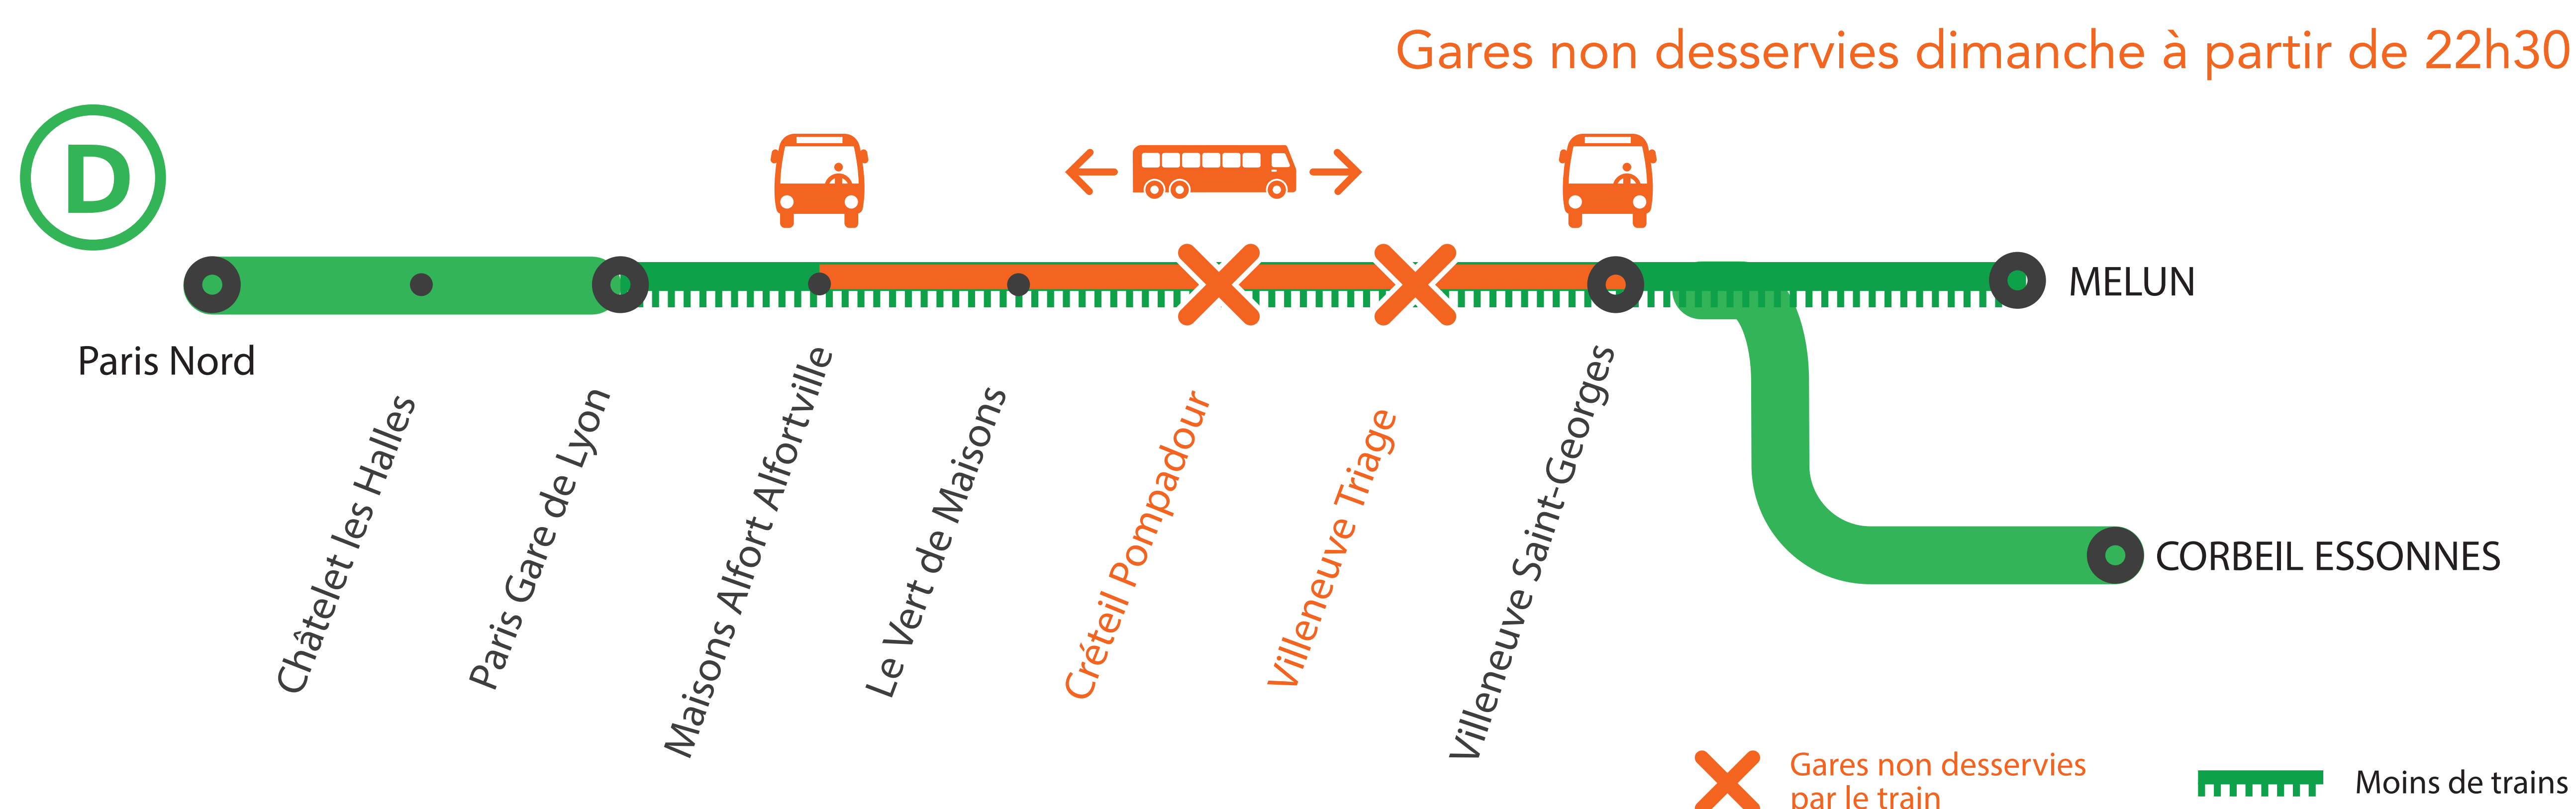 Gares non desservies dimanche à partir de 22h30
D
MELUN
Paris Nord
Châtelet les Halles
Paris Gare de Lyon
Maisons Alfort Alfortville
Le Vert de Maisons
Créteil Pompadour
Villeneuve Triage
Villeneuve Saint-Georges
CORBEIL ESSONNES
Gares non desservies
par le train
Moins de trains